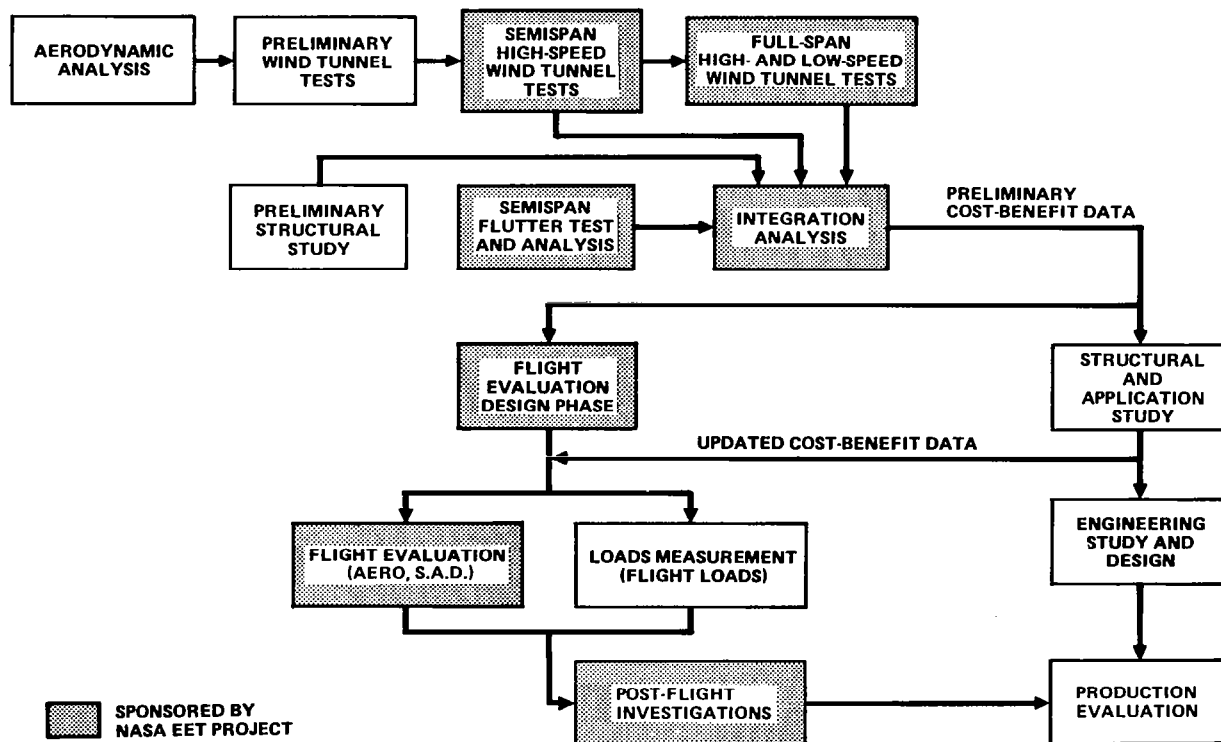 AERODYNAMIC
ANALYSIS
PRELIMINARY
WIND TUNNEL
TESTS
SEMISPAN
HIGH-SPEED
WIND TUNNEL
TESTS
FULL-SPAN
HIGH- AND LOW-SPEED
WIND TUNNEL TESTS
PRELIMINARY
STRUCTURAL
STUDY
SEMISPAN
FLUTTER TEST
AND ANALYSIS
INTEGRATION
ANALYSIS
PRELIMINARY
COST-BENEFIT DATA
FLIGHT
EVALUATION
DESIGN PHASE
STRUCTURAL
AND
APPLICATION
STUDY
UPDATED COST-BENEFIT DATA
FLIGHT EVALUATION
(AERO, S.A.D.)
LOADS MEASUREMENT
(FLIGHT LOADS)
ENGINEERING
STUDY AND
DESIGN
POST-FLIGHT
INVESTIGATIONS
PRODUCTION
EVALUATION
SPONSORED BY
NASA EET PROJECT